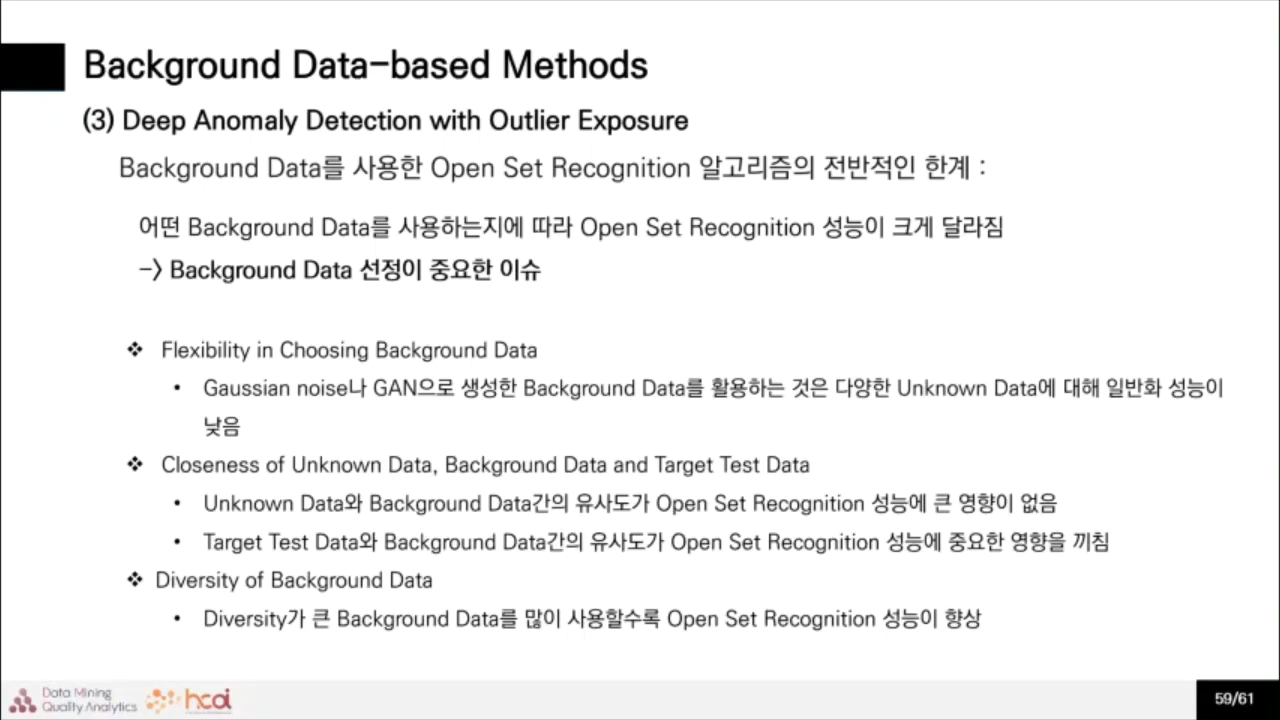 Background Data-based Methods
(3) Deep Anomaly Detection with Outlier Exposure
Background Data를 사용한 Open Set Recognition 알고리즘의 전반적인 한계 :
어떤 Background Data를 사용하는지에 따라 Open Set Recognition 성능이 크게 달라짐
-> Background Data 선정이 중요한 이슈
❖ Flexibility in Choosing Background Data
• Gaussian noise나 GAN으로 생성한 Background Data를 활용하는 것은 다양한 Unknown Data에 대해 일반화 성능이
낮음
❖ Closeness of Unknown Data, Background Data and Target Test Data
• Unknown Data와 Background Data간의 유사도가 Open Set Recognition 성능에 큰 영향이 없음
• Target Test Data와 Background Data간의 유사도가 Open Set Recognition 성능에 중요한 영향을 끼침
❖ Diversity of Background Data
• Diversity가 큰 Background Data를 많이 사용할수록 Open Set Recognition 성능이 향상
Data Mining
Quality Analytics
hcai
59/61